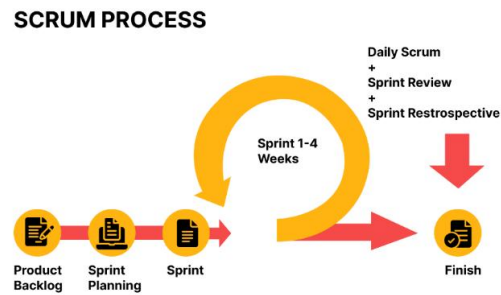 SCRUM PROCESS
Daily Scrum
+
Sprint Review
+
Sprint Restrospective
Sprint 1-4
Weeks
Product
Backlog
Sprint
Planning
Sprint
Finish